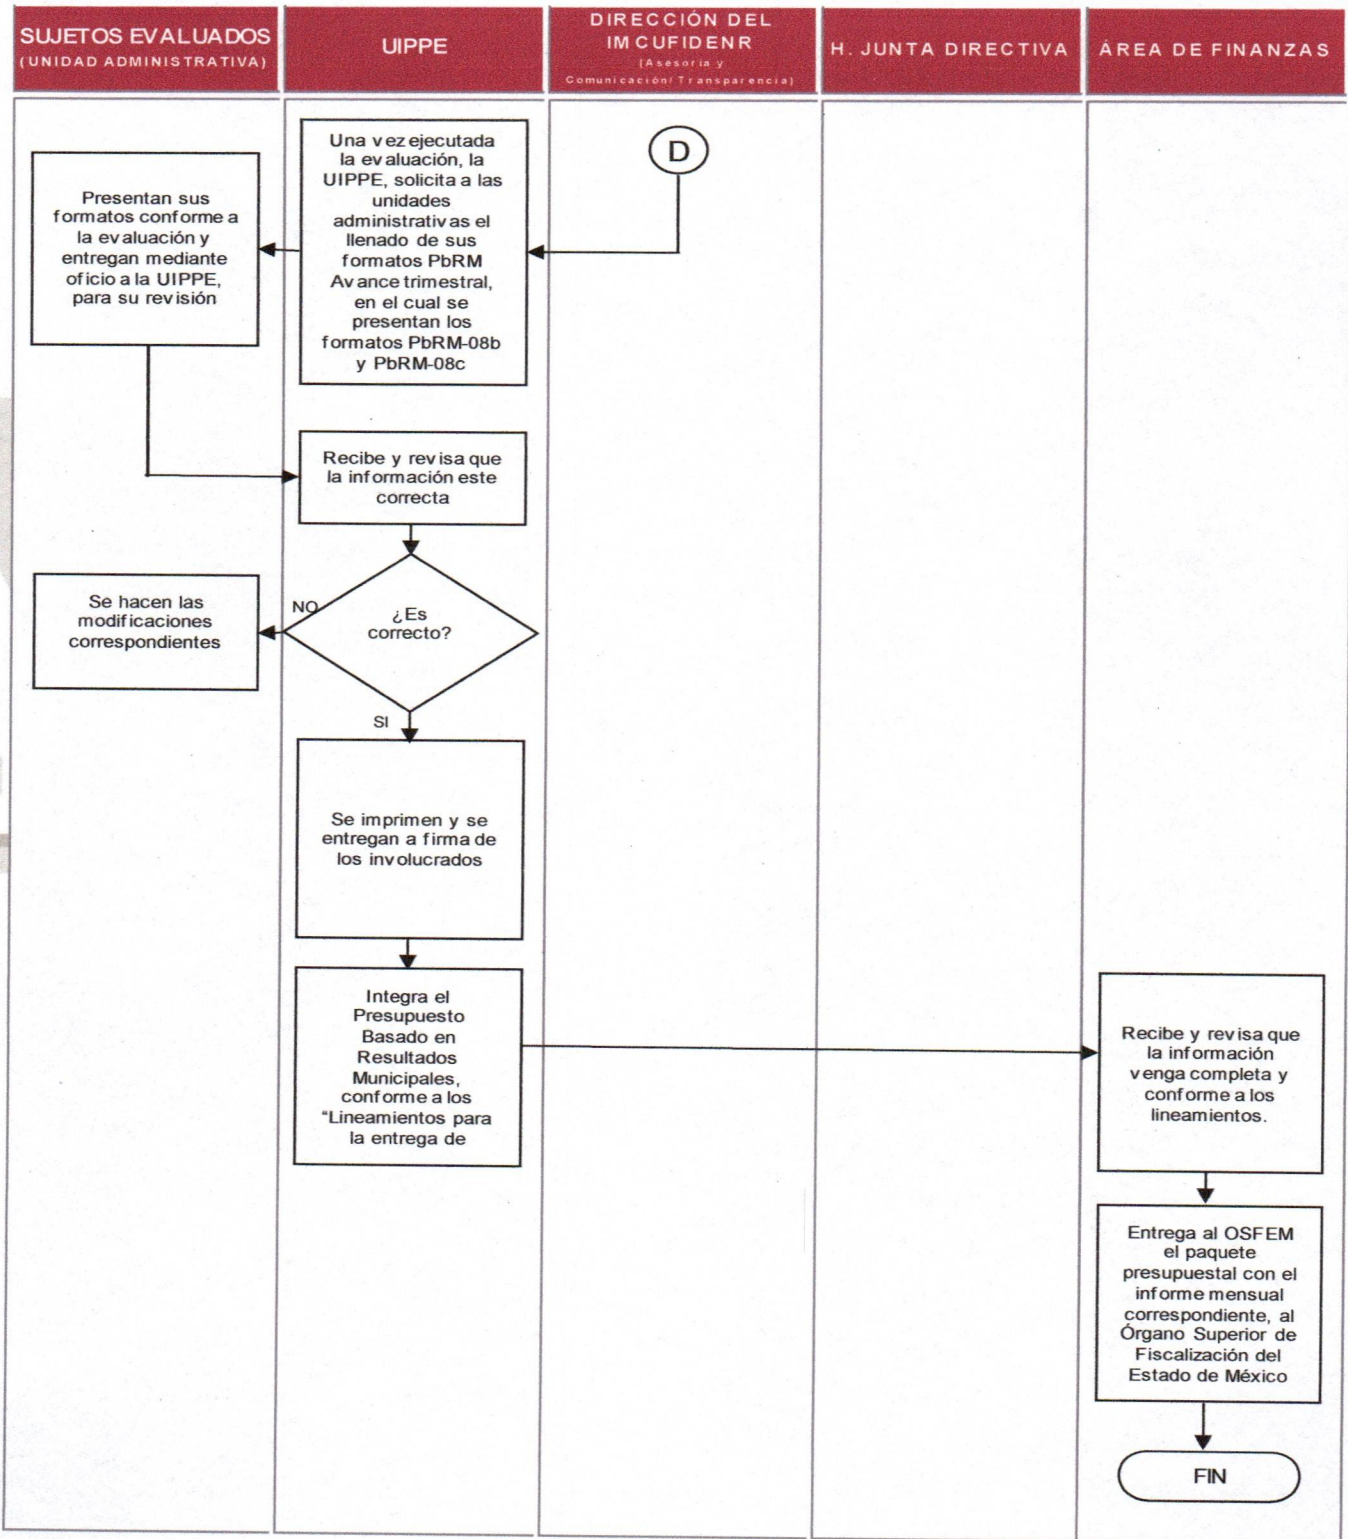 SUJETOS EVALUADOS
(UNIDAD ADMINISTRATIVA)
UIPPE
DIRECCIÓN DEL
IMCUFIDENR
(Asesoría y
Comunicación/Transparencia)
H. JUNTA DIRECTIVA
ÁREA DE FINANZAS
D
Una vez ejecutada
la evaluación, la
UIPPE, solicita a las
unidades
administrativas el
llenado de sus
formatos PbRM
Avance trimestral,
en el cual se
presentan los
formatos PbRM-08b
y PbRM-08c
Presentan sus
formatos conforme a
la evaluación y
entregan mediante
oficio a la UIPPE,
para su revisión
Recibe y revisa que
la información este
correcta
¿Es
correcto?
NO
Se hacen las
modificaciones
correspondientes
SI
Se imprimen y se
entregan a firma de
los involucrados
Integra el
Presupuesto
Basado en
Resultados
Municipales,
conforme a los
"Lineamientos para
la entrega de
Recibe y revisa que
la información
venga completa y
conforme a los
lineamientos.
Entrega al OSFEM
el paquete
presupuestal con el
informe mensual
correspondiente, al
Órgano Superior de
Fiscalización del
Estado de México
FIN